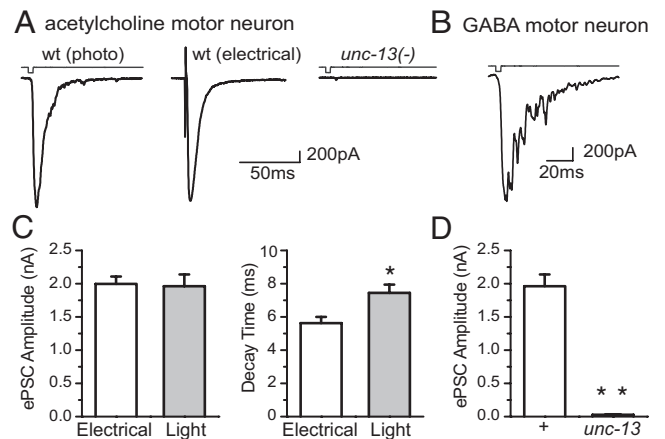 A acetylcholine motor neuron
wt (photo)
wt (electrical)
unc-13(-)
200pA
50ms
B GABA motor neuron
200pA
20ms
C
ePSC Amplitude (nA)
2.5
2.0
1.5
1.0
0.5
0.0
Electrical Light
Decay Time (ms)
10
8
6
4
2
0
*
Electrical Light
D
ePSC Amplitude (nA)
2.5
2.0
1.5
1.0
0.5
0.0
* *
+ unc-13